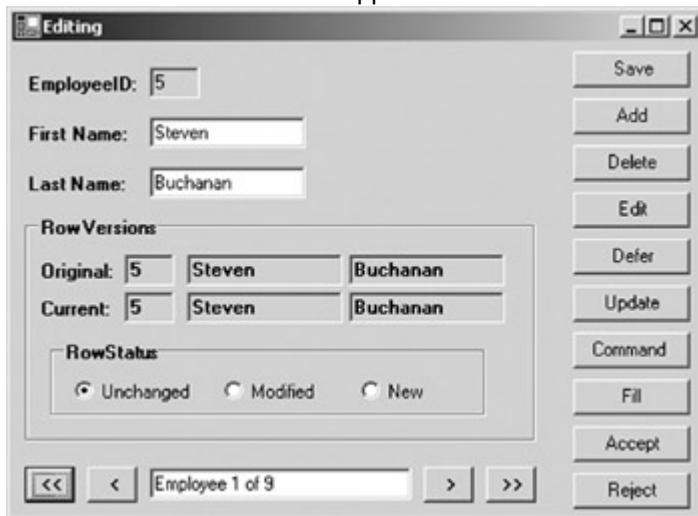 Editing
EmployeeID: 5
First Name: Steven
Last Name: Buchanan
RowVersions
Original: 5 Steven Buchanan
Current: 5 Steven Buchanan
RowStatus
Unchanged Modified New
<< < Employee 1 of 9 > >>
Save
Add
Delete
Edit
Defer
Update
Command
Fill
Accept
Reject